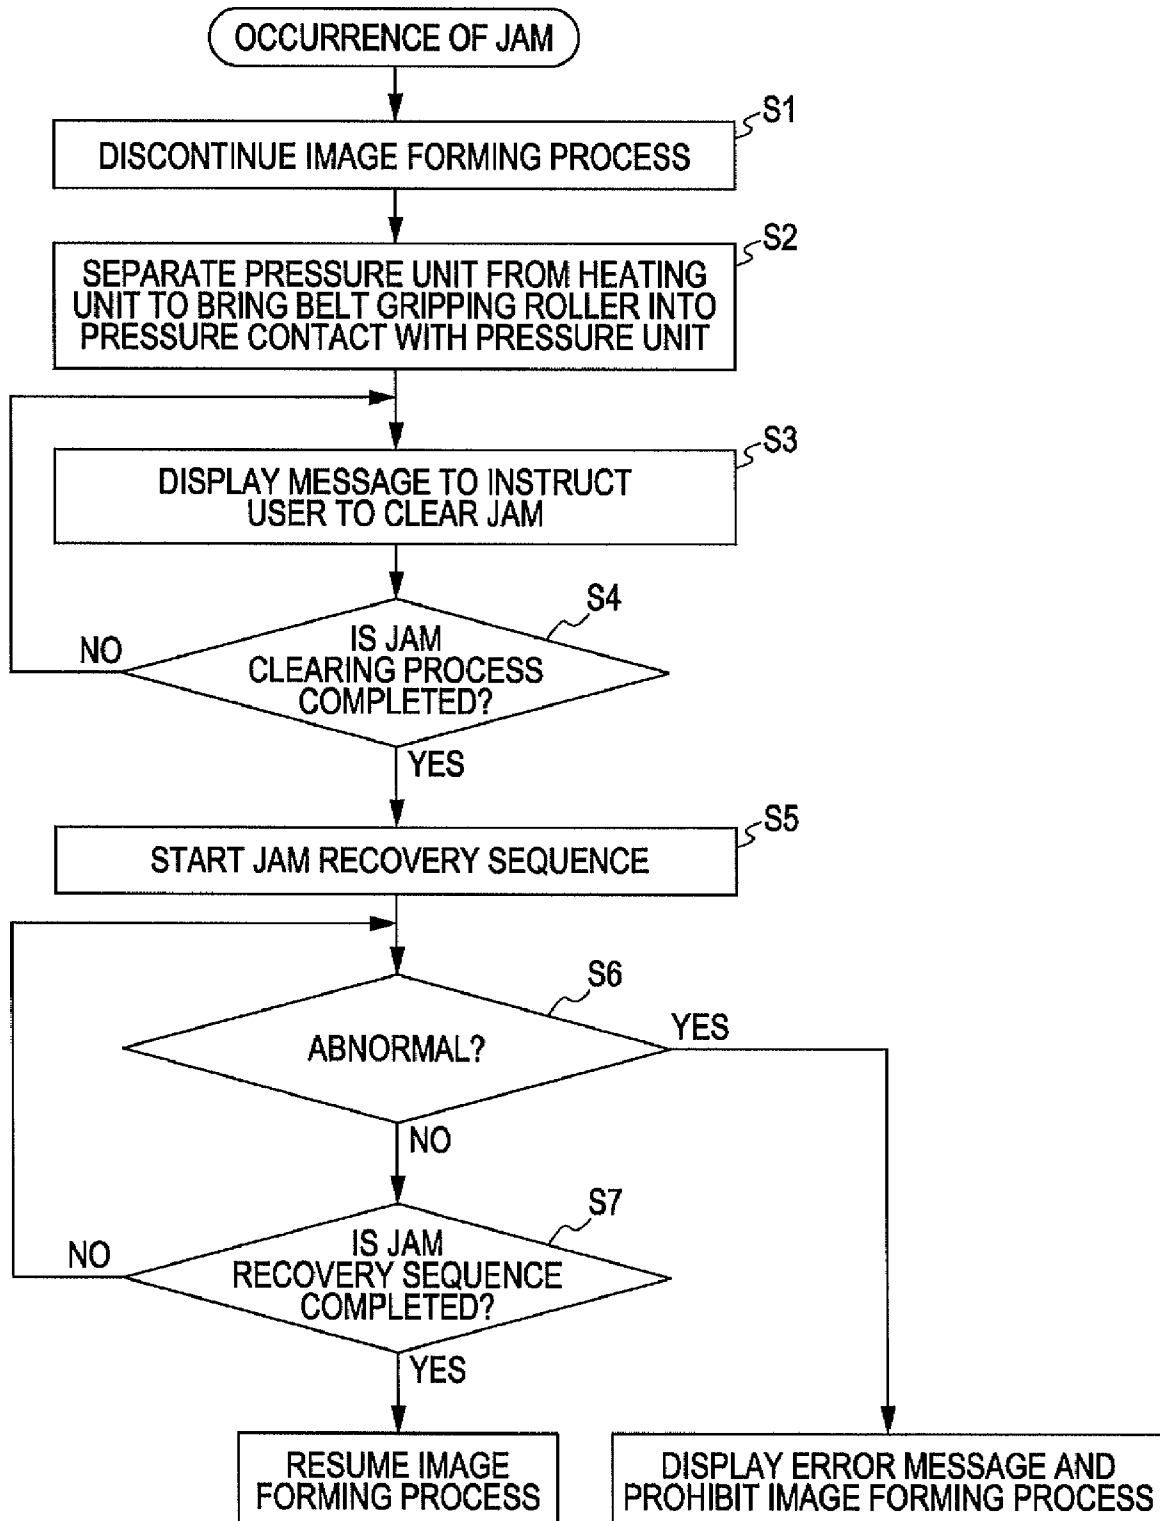 OCCURRENCE OF JAM
S1
DISCONTINUE IMAGE FORMING PROCESS
S2
SEPARATE PRESSURE UNIT FROM HEATING
UNIT TO BRING BELT GRIPPING ROLLER INTO
PRESSURE CONTACT WITH PRESSURE UNIT
S3
DISPLAY MESSAGE TO INSTRUCT
USER TO CLEAR JAM
S4
IS JAM
CLEARING PROCESS
COMPLETED?
NO
YES
S5
START JAM RECOVERY SEQUENCE
S6
ABNORMAL?
YES
NO
S7
IS JAM
RECOVERY SEQUENCE
COMPLETED?
NO
YES
RESUME IMAGE
FORMING PROCESS
DISPLAY ERROR MESSAGE AND
PROHIBIT IMAGE FORMING PROCESS